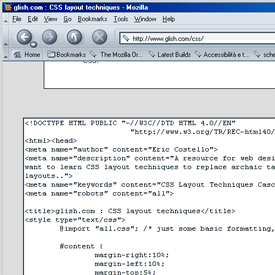 glish.com : CSS layout techniques - Mozilla
File Edit View Go Bookmarks Tools Window Help
http://www.glish.com/css/
Home Bookmarks The Mozilla Or... Latest Builds Accessibilità e t... sche
CSS.
<!DOCTYPE HTML PUBLIC "-//W3C//DTD HTML 4.0//EN"
"http://www.w3.org/TR/REC-html40/
<html><head>
<meta name="author" content="Eric Costello">
<meta name="description" content="A resource for web desi
want to learn CSS layout techniques to replace archaic ta
layouts..">
<meta name="keywords" content="CSS Layout Techniques Casc
<meta name="robots" content="all">
<title>glish.com : CSS layout techniques</title>
<style type="text/css">
@import "all.css"; /* just some basic formatting,
#content {
margin-right:10%;
margin-left:10%;
margin-top:5%;